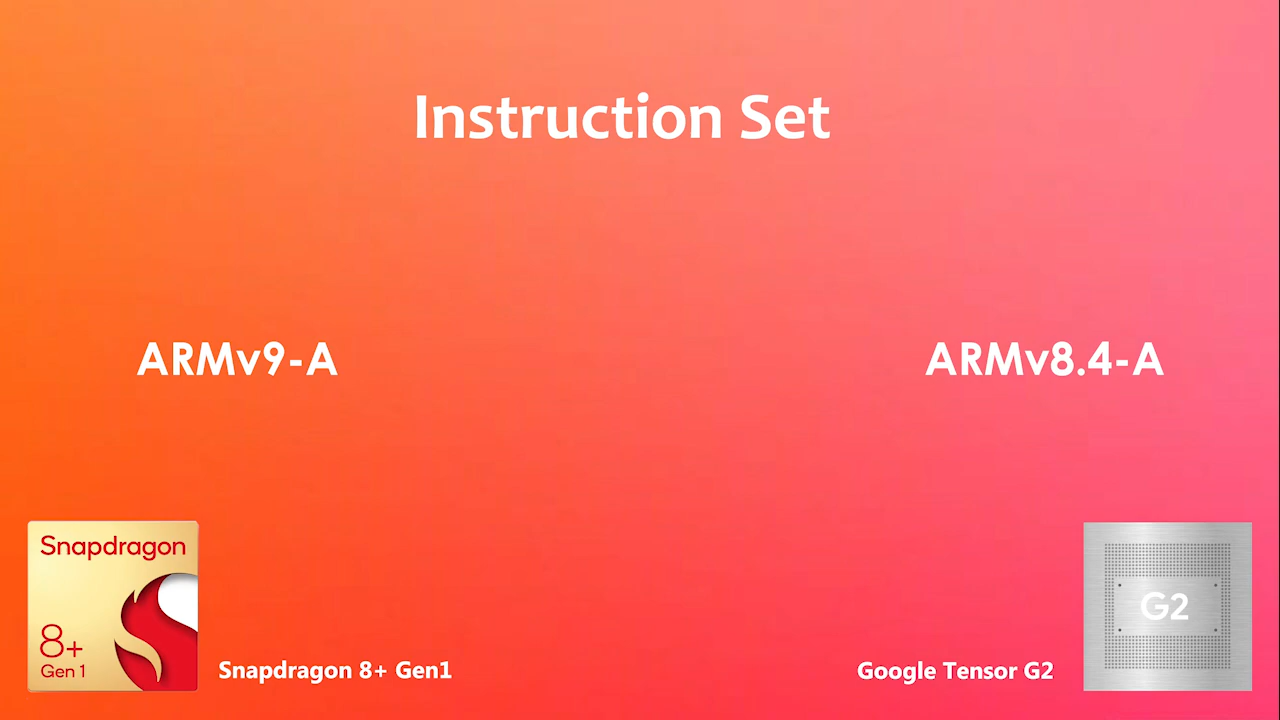 Instruction Set
ARMv9-A
ARMv8.4-A
Snapdragon
8+
Gen 1
Snapdragon 8+ Gen1
Google Tensor G2
G2